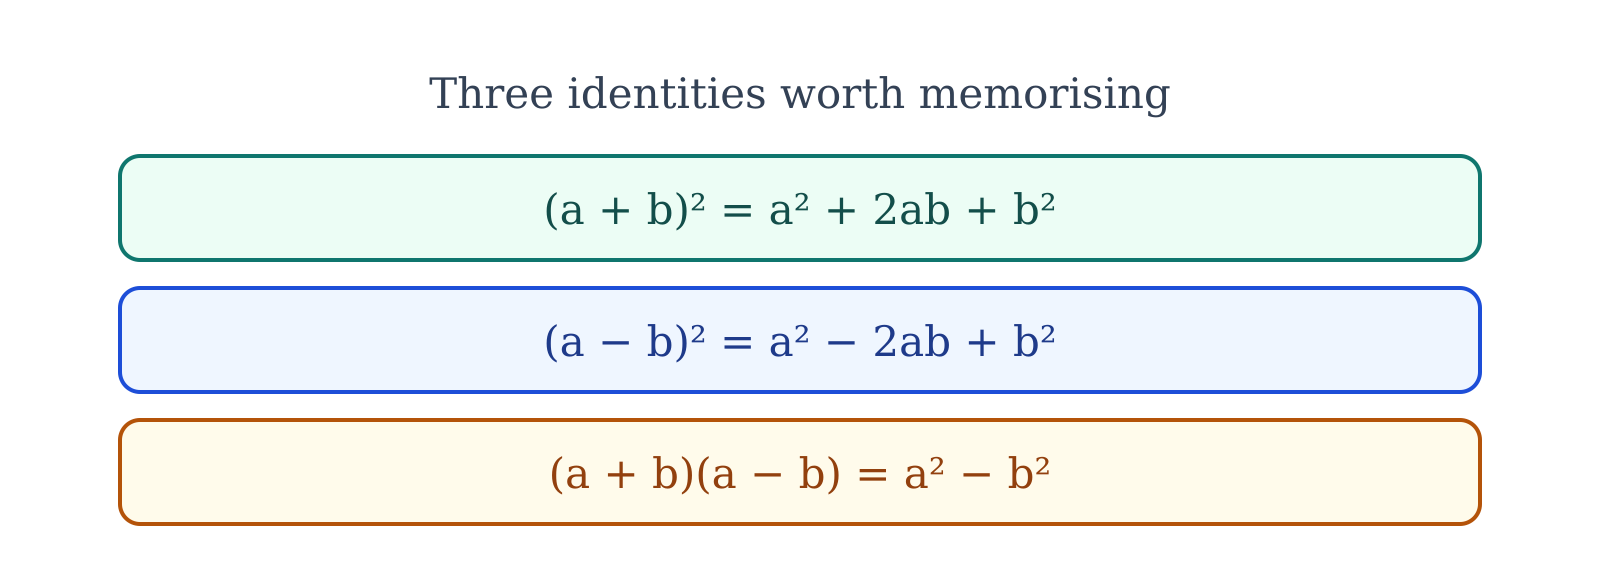 Three identities worth memorising
(a + b)² = a² + 2ab + b²
(a − b)² = a² − 2ab + b²
(a + b)(a − b) = a² − b²